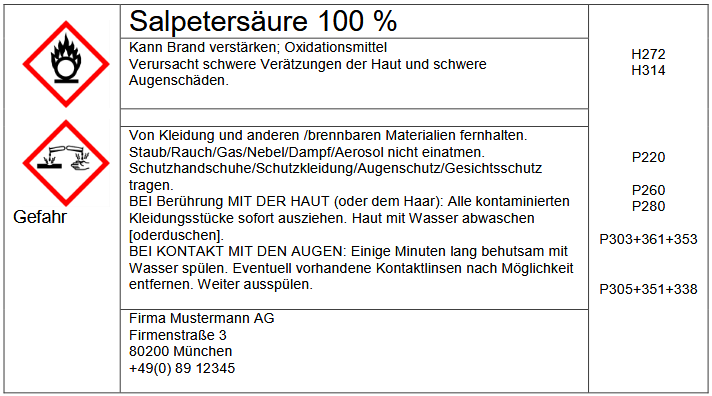 Salpetersäure 100 %
Kann Brand verstärken; Oxidationsmittel
Verursacht schwere Verätzungen der Haut und schwere
Augenschäden.
H272
H314
Gefahr
Von Kleidung und anderen /brennbaren Materialien fernhalten.
Staub/Rauch/Gas/Nebel/Dampf/Aerosol nicht einatmen.
Schutzhandschuhe/Schutzkleidung/Augenschutz/Gesichtsschutz
tragen.
BEI Berührung MIT DER HAUT (oder dem Haar): Alle kontaminierten
Kleidungsstücke sofort ausziehen. Haut mit Wasser abwaschen
[oderduschen].
BEI KONTAKT MIT DEN AUGEN: Einige Minuten lang behutsam mit
Wasser spülen. Eventuell vorhandene Kontaktlinsen nach Möglichkeit
entfernen. Weiter ausspülen.
P220
P260
P280
P303+361+353
P305+351+338
Firma Mustermann AG
Firmenstraße 3
80200 München
+49(0) 89 12345